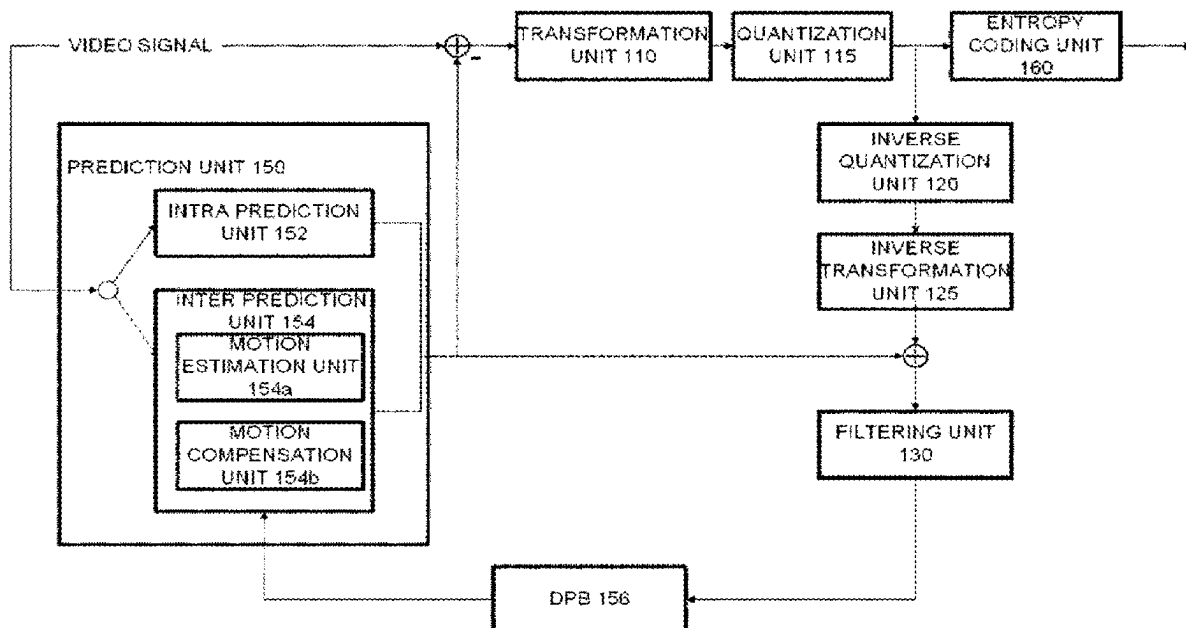 VIDEO SIGNAL
-
TRANSFORMATION
UNIT 110
QUANTIZATION
UNIT 115
ENTROPY
CODING UNIT
160
PREDICTION UNIT 150
INTRA PREDICTION
UNIT 152
INTER PREDICTION
UNIT 154
MOTION
ESTIMATION UNIT
154a
MOTION
COMPENSATION
UNIT 154b
INVERSE
QUANTIZATION
UNIT 120
INVERSE
TRANSFORMATION
UNIT 125
FILTERING UNIT
130
DPB 156